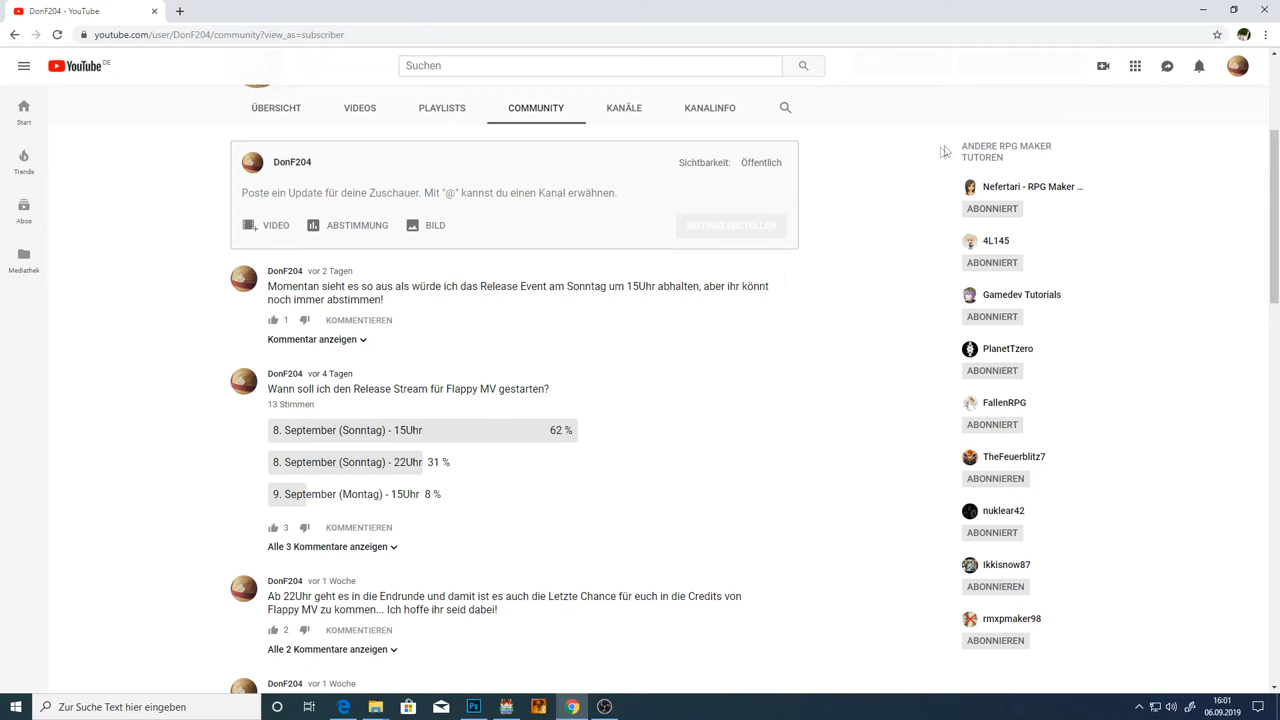 DonF204 - YouTube
youtube.com/user/DonF204/community?view_as=subscriber
YouTube DE
Suchen
Start
Trends
Abos
Mediathek
ÜBERSICHT VIDEOS PLAYLISTS COMMUNITY KANÄLE KANALINFO
DonF204 Sichtbarkeit: Öffentlich
Poste ein Update für deine Zuschauer. Mit "@" kannst du einen Kanal erwähnen.
VIDEO ABSTIMMUNG BILD BEITRAG ERSTELLEN
DonF204 vor 2 Tagen
Momentan sieht es so aus als würde ich das Release Event am Sonntag um 15Uhr abhalten, aber ihr könnt
noch immer abstimmen!
1 KOMMENTIEREN
Kommentar anzeigen
DonF204 vor 4 Tagen
Wann soll ich den Release Stream für Flappy MV gestarten?
13 Stimmen
8. September (Sonntag) - 15Uhr 62 %
8. September (Sonntag) - 22Uhr 31 %
9. September (Montag) - 15Uhr 8 %
3 KOMMENTIEREN
Alle 3 Kommentare anzeigen
DonF204 vor 1 Woche
Ab 22Uhr geht es in die Endrunde und damit ist es auch die Letzte Chance für euch in die Credits von
Flappy MV zu kommen... Ich hoffe ihr seid dabei!
2 KOMMENTIEREN
Alle 2 Kommentare anzeigen
DonF204 vor 1 Woche
ANDERE RPG MAKER
TUTOREN
Nefertari - RPG Maker ...
ABONNIERT
4L145
ABONNIERT
Gamedev Tutorials
ABONNIERT
PlanetTzero
ABONNIERT
FallenRPG
ABONNIERT
TheFeuerblitz7
ABONNIEREN
nuklear42
ABONNIERT
Ikkisnow87
ABONNIEREN
rmxpmaker98
ABONNIEREN
Zur Suche Text hier eingeben
Ps
16:01
06.09.2019